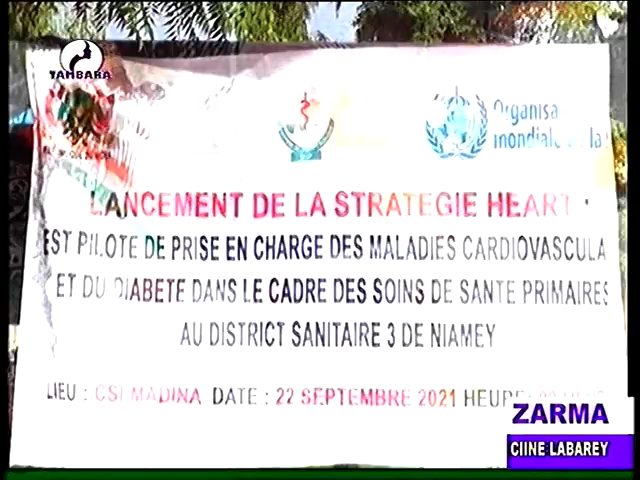 TAMBARA
Organisa
mondiale de la
LANCEMENT DE LA STRATEGIE HEART :
EST PILOTE DE PRISE EN CHARGE DES MALADIES CARDIOVASCULA
ET DU DIABETE DANS LE CADRE DES SOINS DE SANTE PRIMAIRES
AU DISTRICT SANITAIRE 3 DE NIAMEY
LIEU : CSI MADINA DATE : 22 SEPTEMBRE 2021 HEURE:
ZARMA
CIINE LABAREY